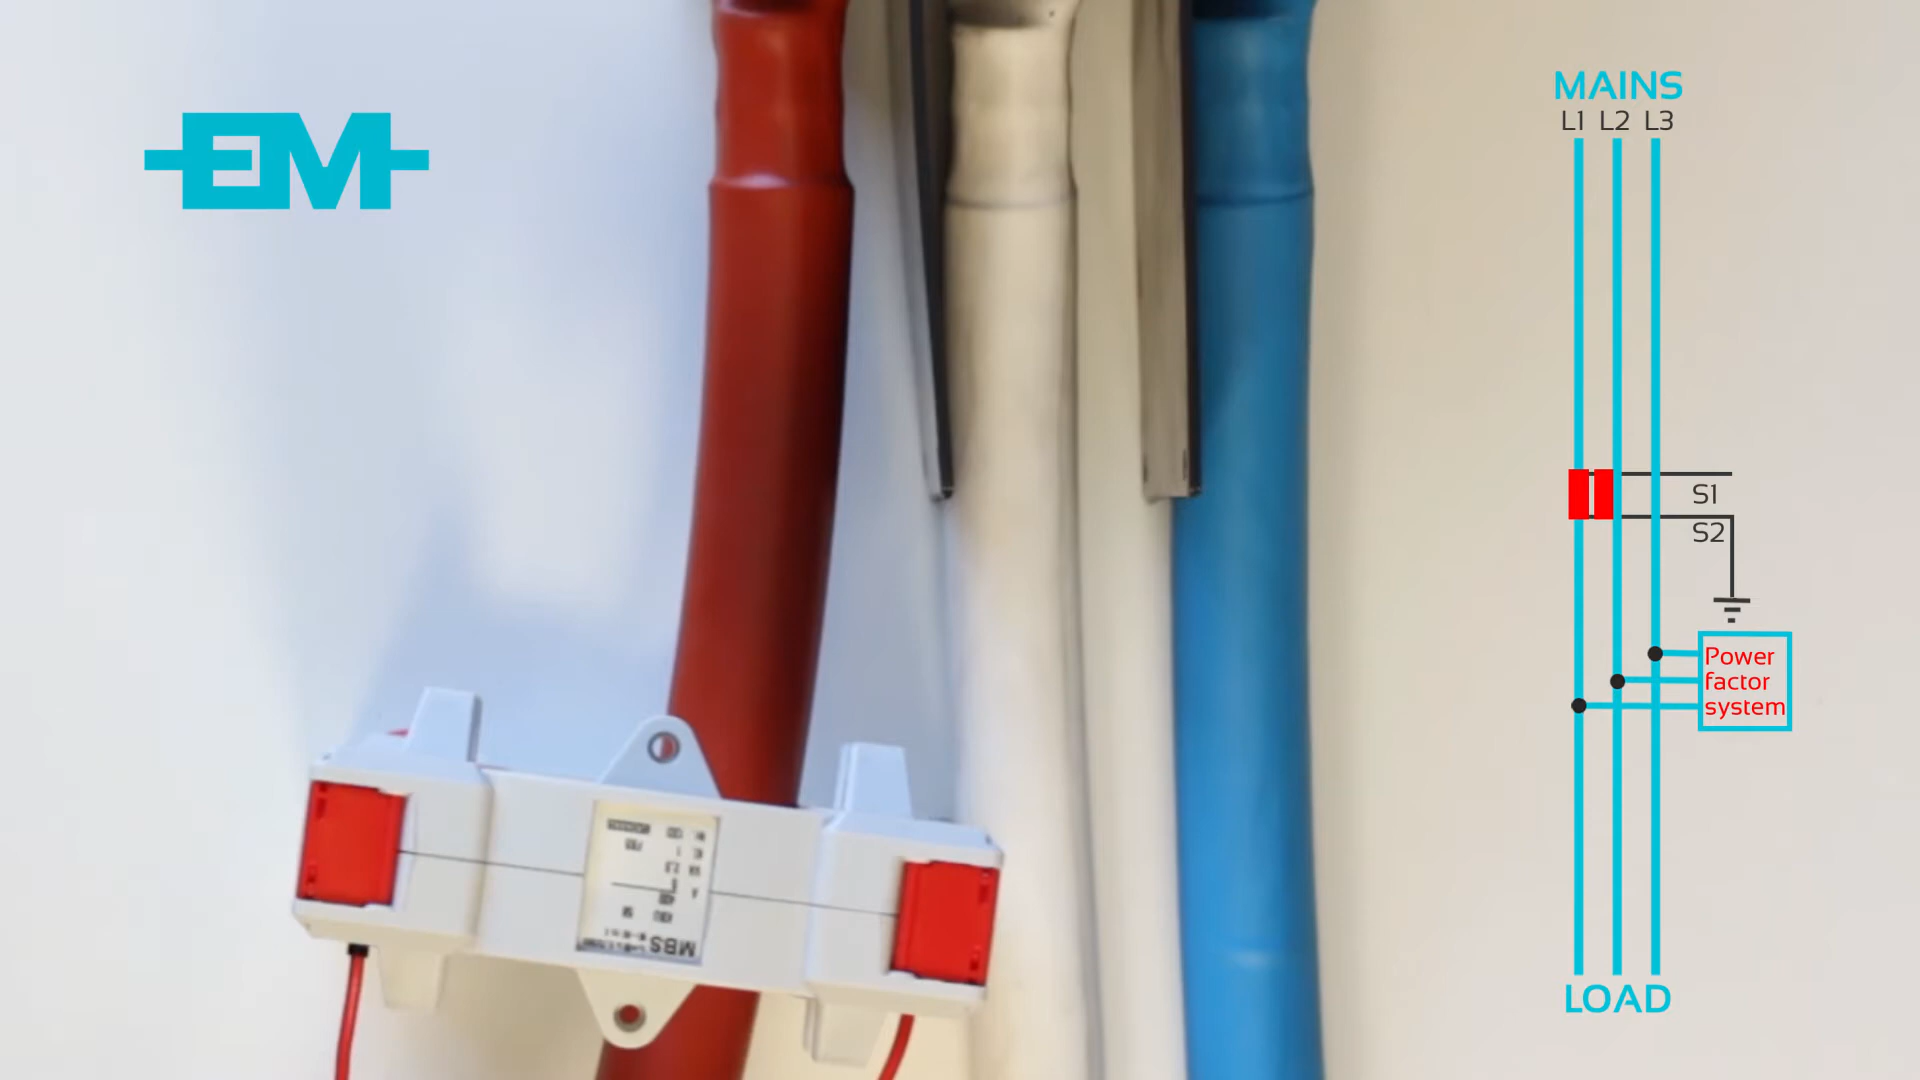 EM
MAINS
L1 L2 L3
S1
S2
Power
factor
system
LOAD
MBS